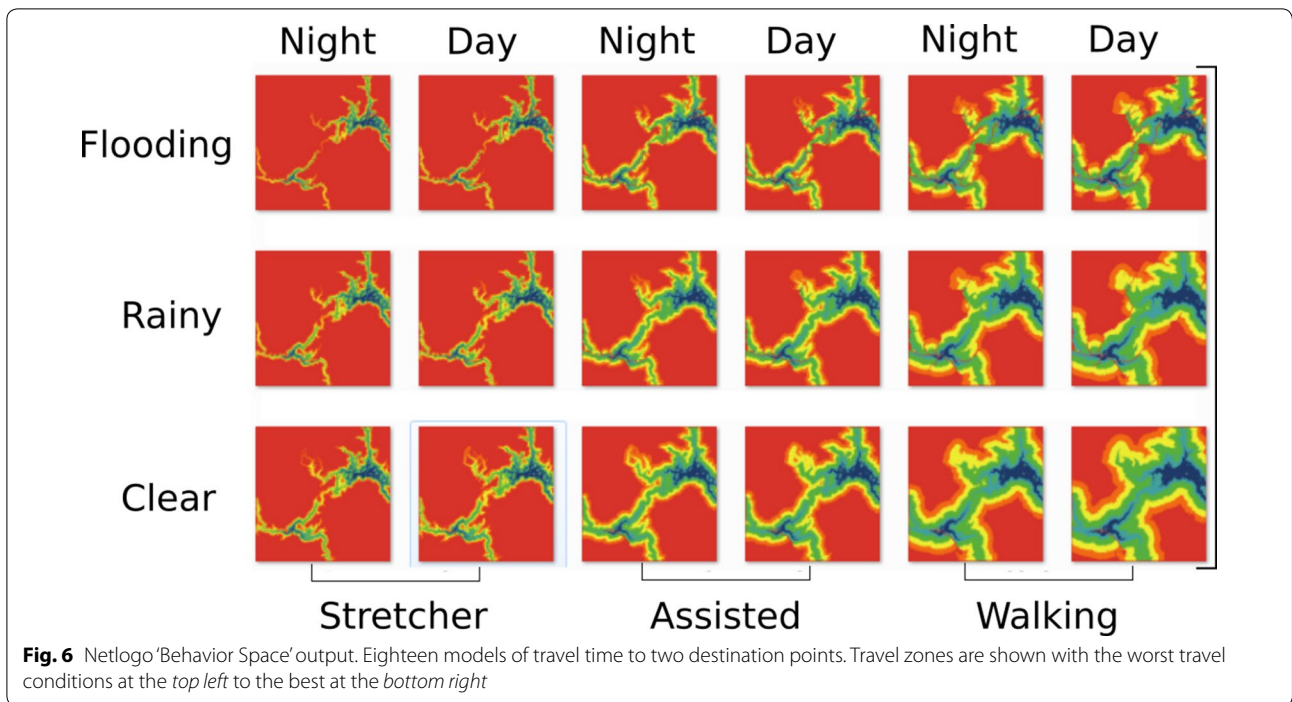 Night Day Night Day Night Day
Flooding
Rainy
Clear
Stretcher Assisted Walking
Fig. 6 Netlogo ‘Behavior Space’ output. Eighteen models of travel time to two destination points. Travel zones are shown with the worst travel
conditions at the top left to the best at the bottom right